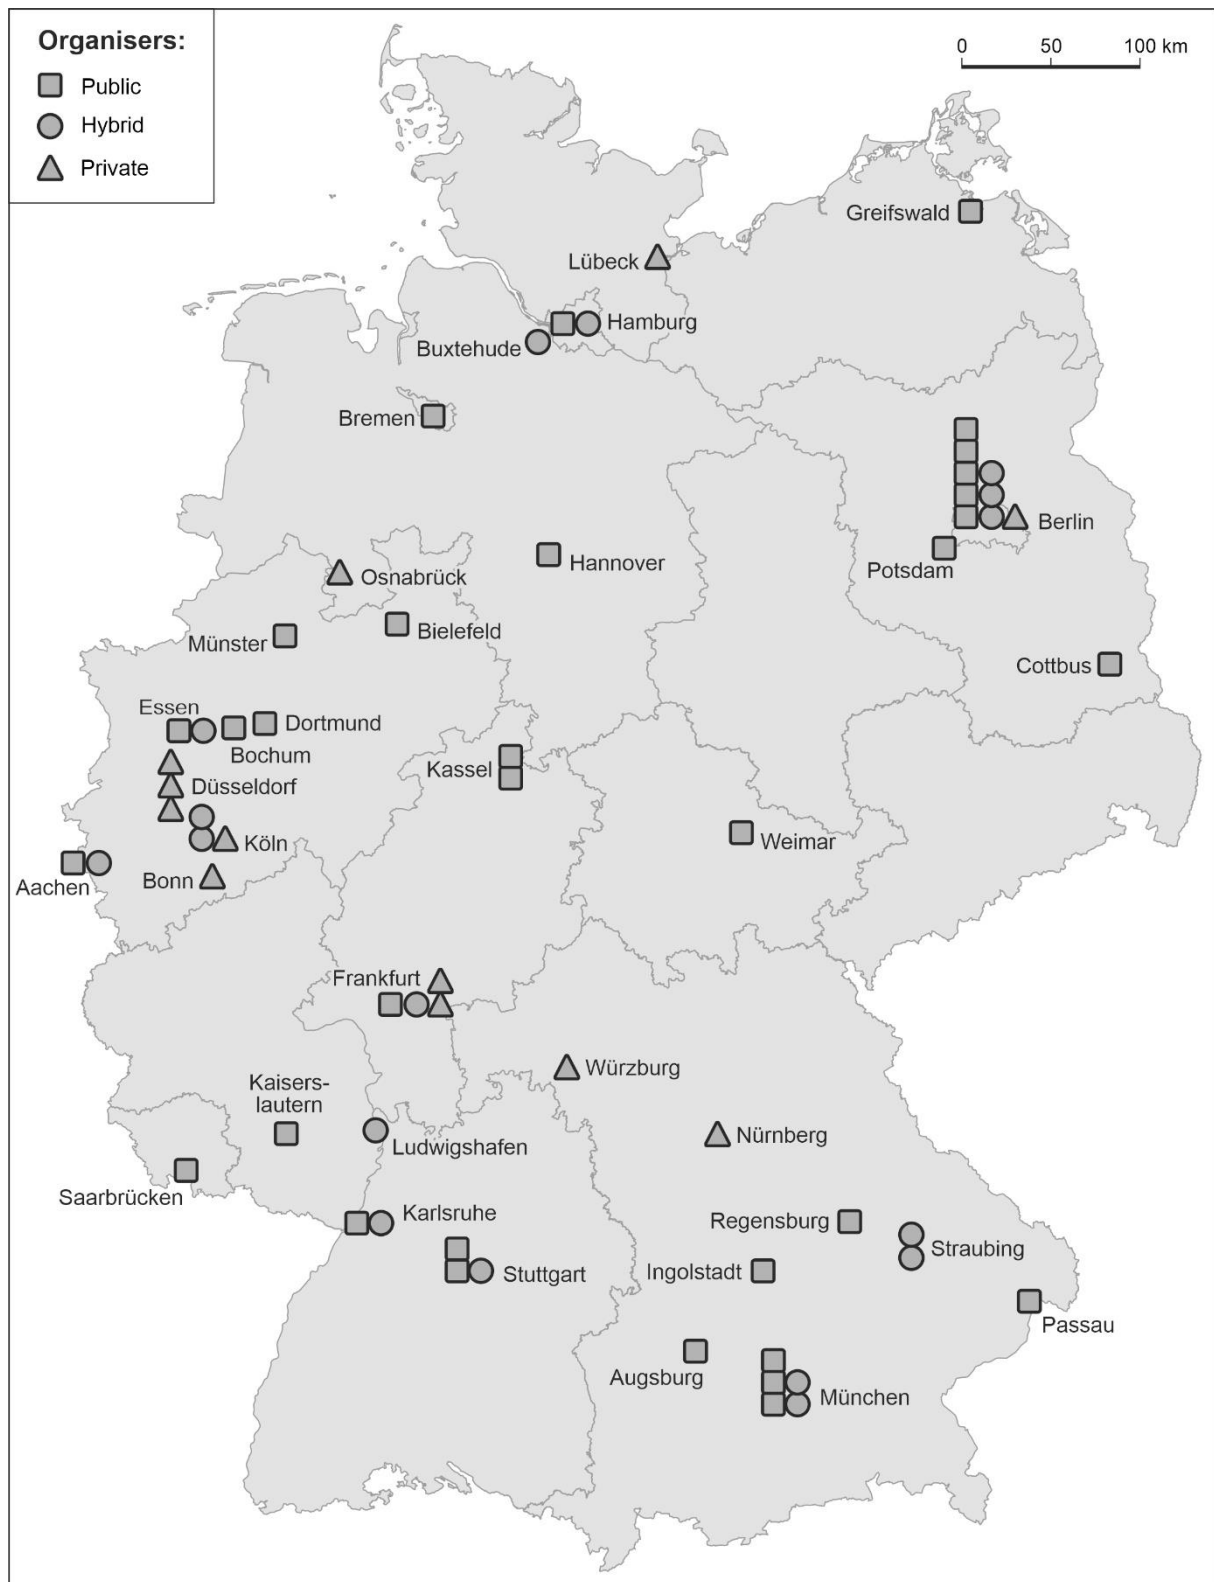 Organisers:
Public
Hybrid
Private
0 50 100 km
Greifswald
Lübeck
Hamburg
Buxtehude
Bremen
Berlin
Hannover
Potsdam
Osnabrück
Bielefeld
Münster
Cottbus
Essen
Dortmund
Bochum
Kassel
Düsseldorf
Weimar
Köln
Bonn
Aachen
Frankfurt
Würzburg
Kaisers-
lautern
Nürnberg
Ludwigshafen
Saarbrücken
Karlsruhe
Regensburg
Straubing
Stuttgart
Ingolstadt
Passau
Augsburg
München